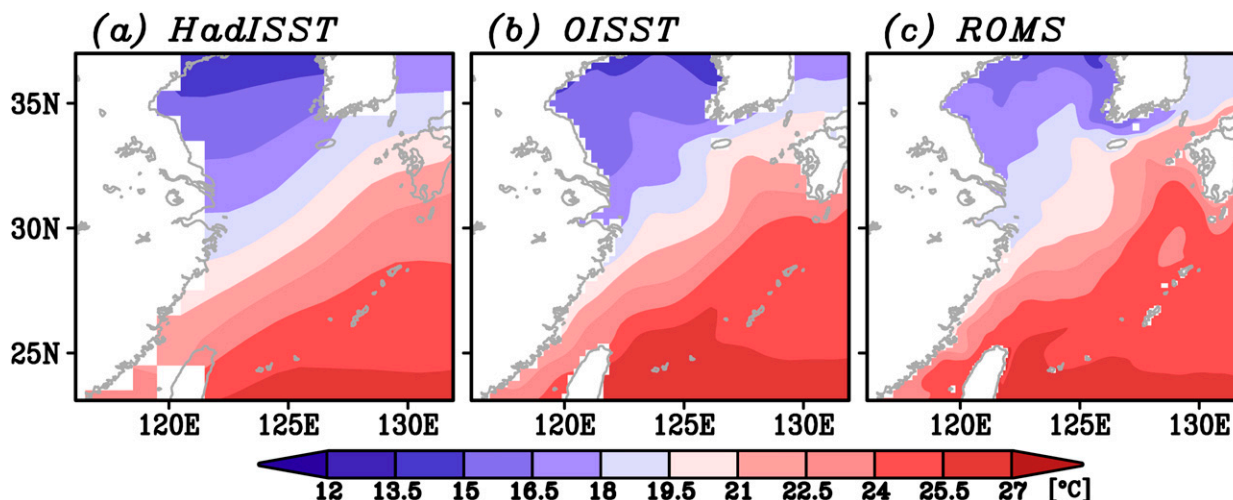 (a) HadISST (b) OISST (c) ROMS
35N
30N
25N
120E 125E 130E 120E 125E 130E 120E 125E 130E
12 13.5 15 16.5 18 19.5 21 22.5 24 25.5 27 [°C]